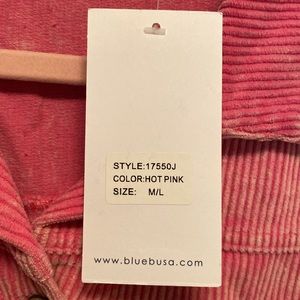 STYLE:17550J
COLOR:HOT PINK
SIZE: M/L
www.bluebusa.com